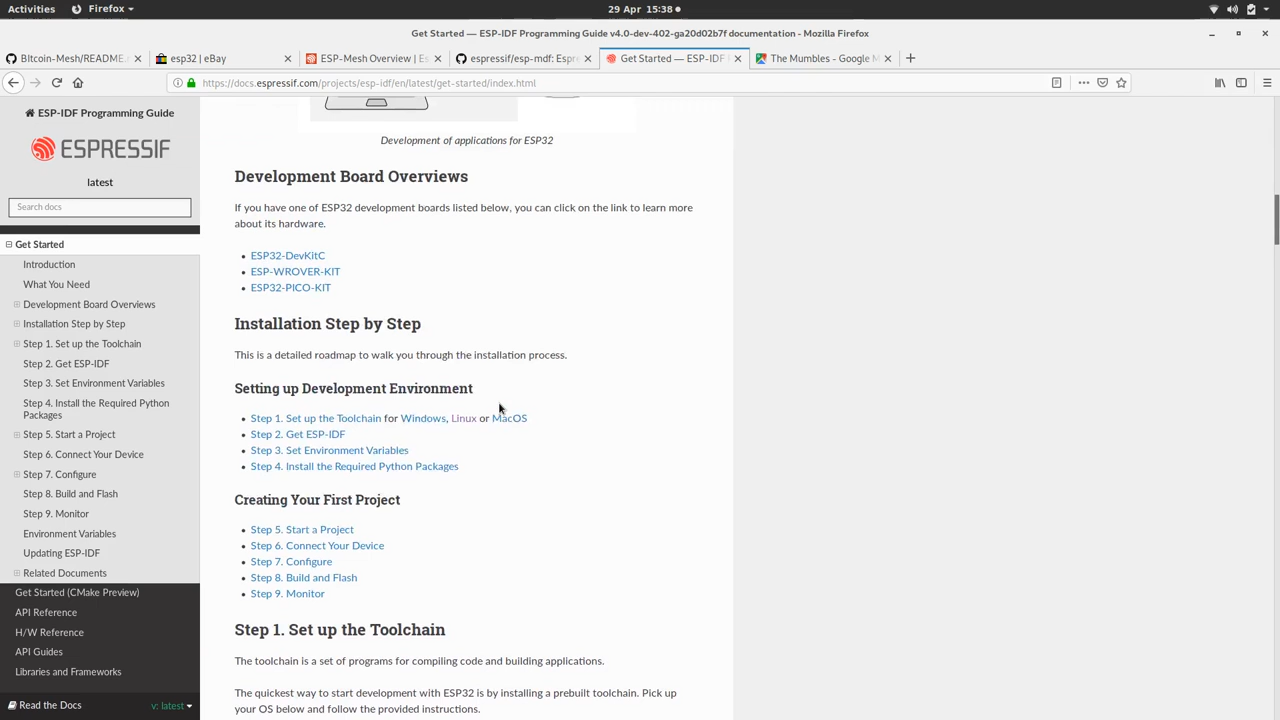 Activities Firefox 29 Apr 15:38
Get Started — ESP-IDF Programming Guide v4.0-dev-402-ga20d02b7f documentation - Mozilla Firefox
BItcoin-Mesh/README. esp32 | eBay ESP-Mesh Overview | Es espressif/esp-mdf: Espre Get Started — ESP-IDF The Mumbles - Google M
https://docs.espressif.com/projects/esp-idf/en/latest/get-started/index.html
ESP-IDF Programming Guide
ESPRESSIF
latest
Search docs
Get Started
Introduction
What You Need
Development Board Overviews
Installation Step by Step
Step 1. Set up the Toolchain
Step 2. Get ESP-IDF
Step 3. Set Environment Variables
Step 4. Install the Required Python
Packages
Step 5. Start a Project
Step 6. Connect Your Device
Step 7. Configure
Step 8. Build and Flash
Step 9. Monitor
Environment Variables
Updating ESP-IDF
Related Documents
Get Started (CMake Preview)
API Reference
H/W Reference
API Guides
Libraries and Frameworks
Read the Docs v: latest
Development of applications for ESP32
Development Board Overviews
If you have one of ESP32 development boards listed below, you can click on the link to learn more
about its hardware.
• ESP32-DevKitC
• ESP-WROVER-KIT
• ESP32-PICO-KIT
Installation Step by Step
This is a detailed roadmap to walk you through the installation process.
Setting up Development Environment
• Step 1. Set up the Toolchain for Windows, Linux or MacOS
• Step 2. Get ESP-IDF
• Step 3. Set Environment Variables
• Step 4. Install the Required Python Packages
Creating Your First Project
• Step 5. Start a Project
• Step 6. Connect Your Device
• Step 7. Configure
• Step 8. Build and Flash
• Step 9. Monitor
Step 1. Set up the Toolchain
The toolchain is a set of programs for compiling code and building applications.
The quickest way to start development with ESP32 is by installing a prebuilt toolchain. Pick up
your OS below and follow the provided instructions.